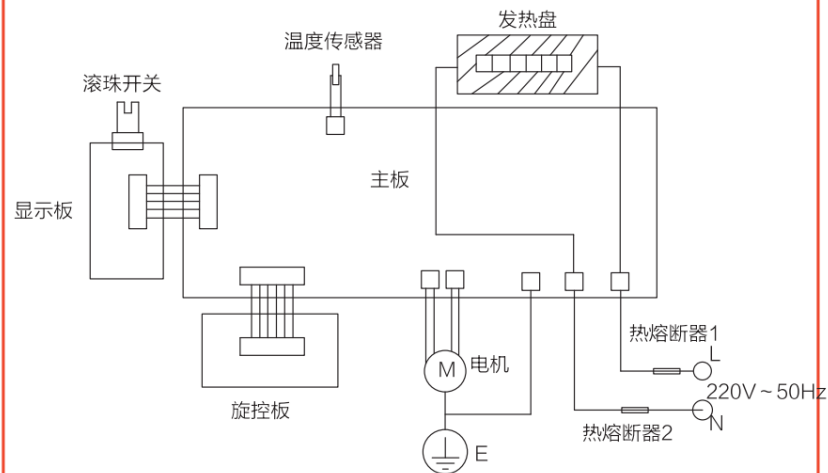 发热盘
温度传感器
滚珠开关
主板
显示板
热熔断器1
L
M
电机
220V~50Hz
旋控板
N
热熔断器2
E